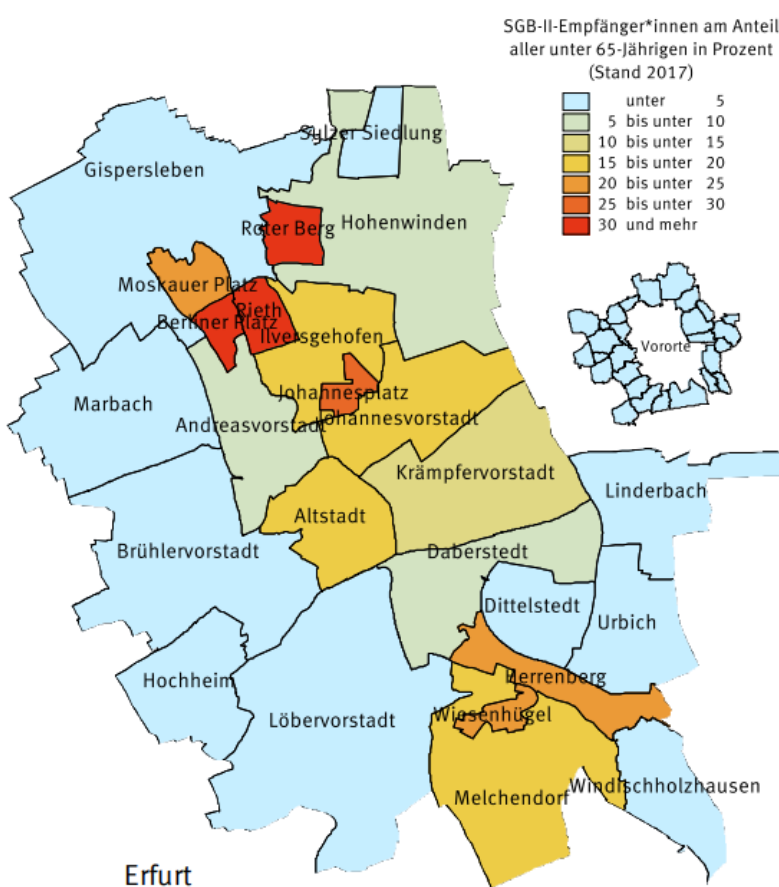 SGB-II-Empfänger*innen am Anteil
aller unter 65-Jährigen in Prozent
(Stand 2017)
unter 5
5 bis unter 10
10 bis unter 15
15 bis unter 20
20 bis unter 25
25 bis unter 30
30 und mehr
Sulzer Siedlung
Gispersleben
Roter Berg
Hohenwinden
Moskauer Platz
Rieth
Berliner Platz
Ilversgehofen
Vororte
Marbach
Johannesplatz
Andreasvorstadt
Johannesvorstadt
Krämpfervorstadt
Linderbach
Altstadt
Brühlervorstadt
Daberstedt
Dittelstedt
Urbich
Hochheim
Herrenberg
Löbervorstadt
Wiesenhügel
Windischholzhausen
Melchendorf
Erfurt